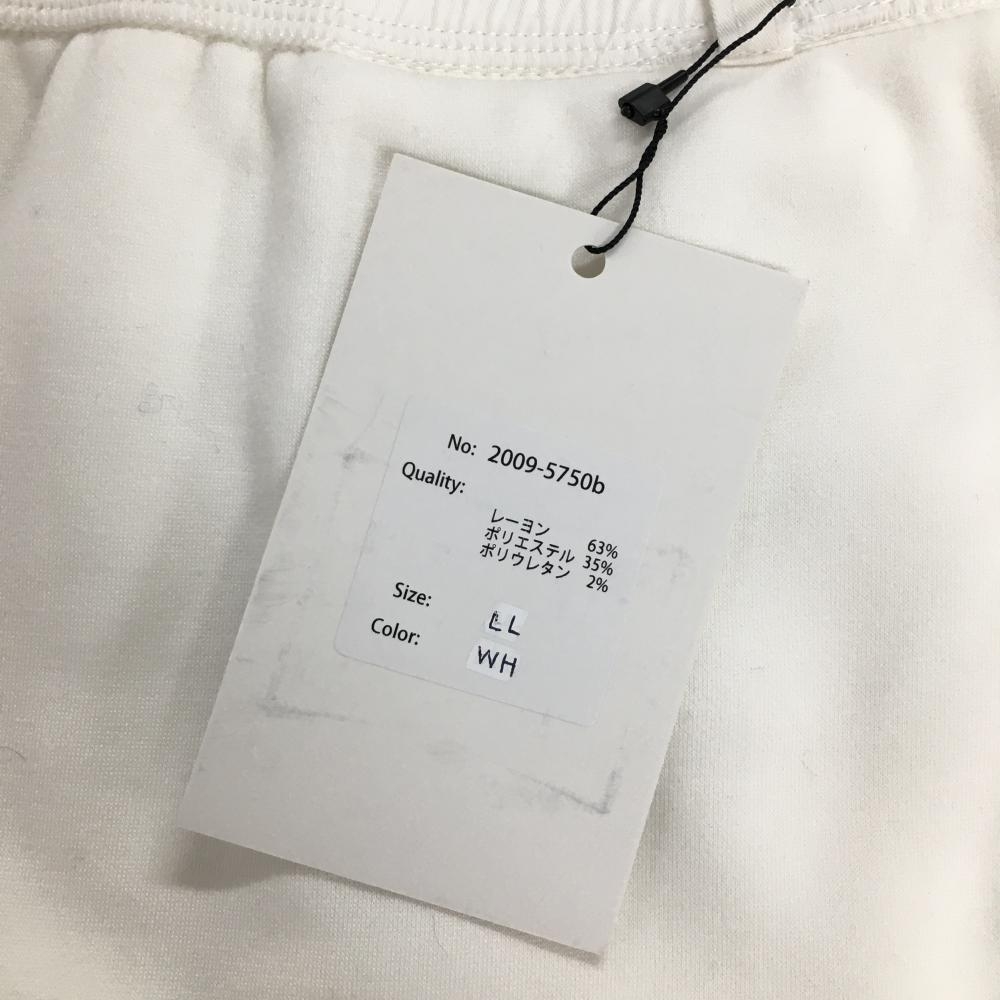 No: 2009-5750b
Quality:
レーヨン 63%
ポリエステル 35%
ポリウレタン 2%
Size: LL
Color: WH